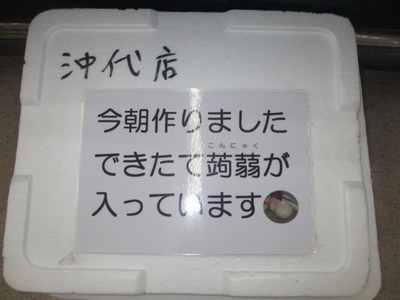 沖代店
今朝作りました
こんにゃく
できたて蒟蒻が
入っています